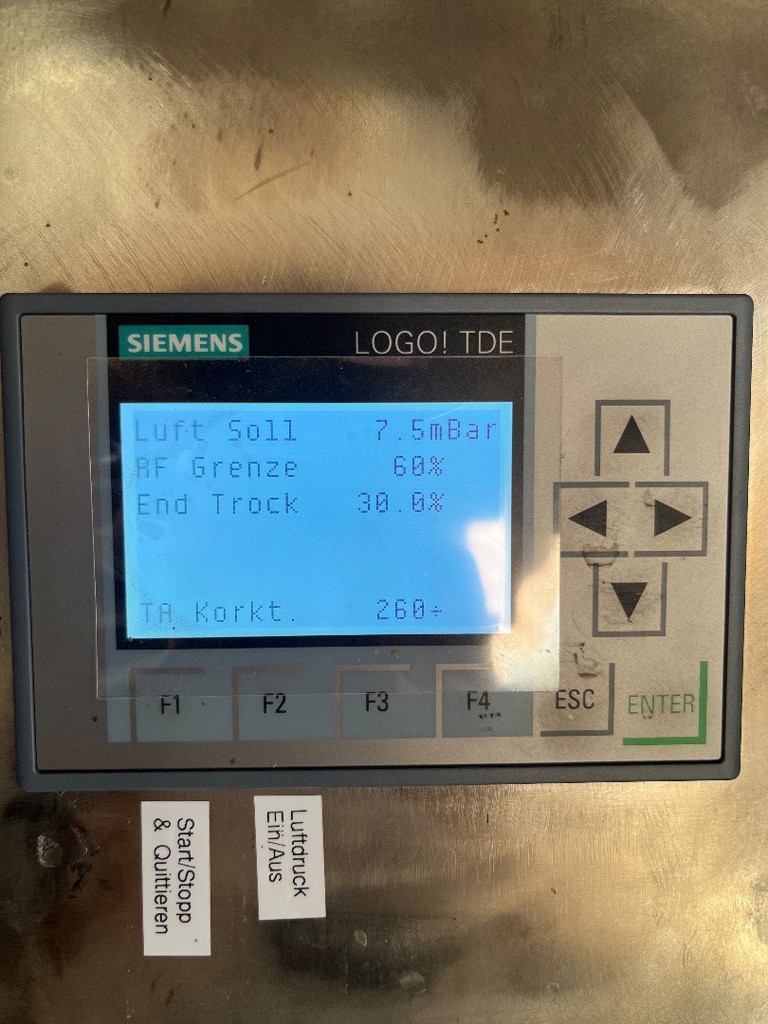 SIEMENS
LOGO! TDE
Luft Soll 7.5mBar
RF Grenze 60%
End Trock 30.0%
TA Korkt. 260÷
F1
F2
F3
F4
ESC
ENTER
Start/Stopp
& Quittieren
Luftdruck
Ein/Aus